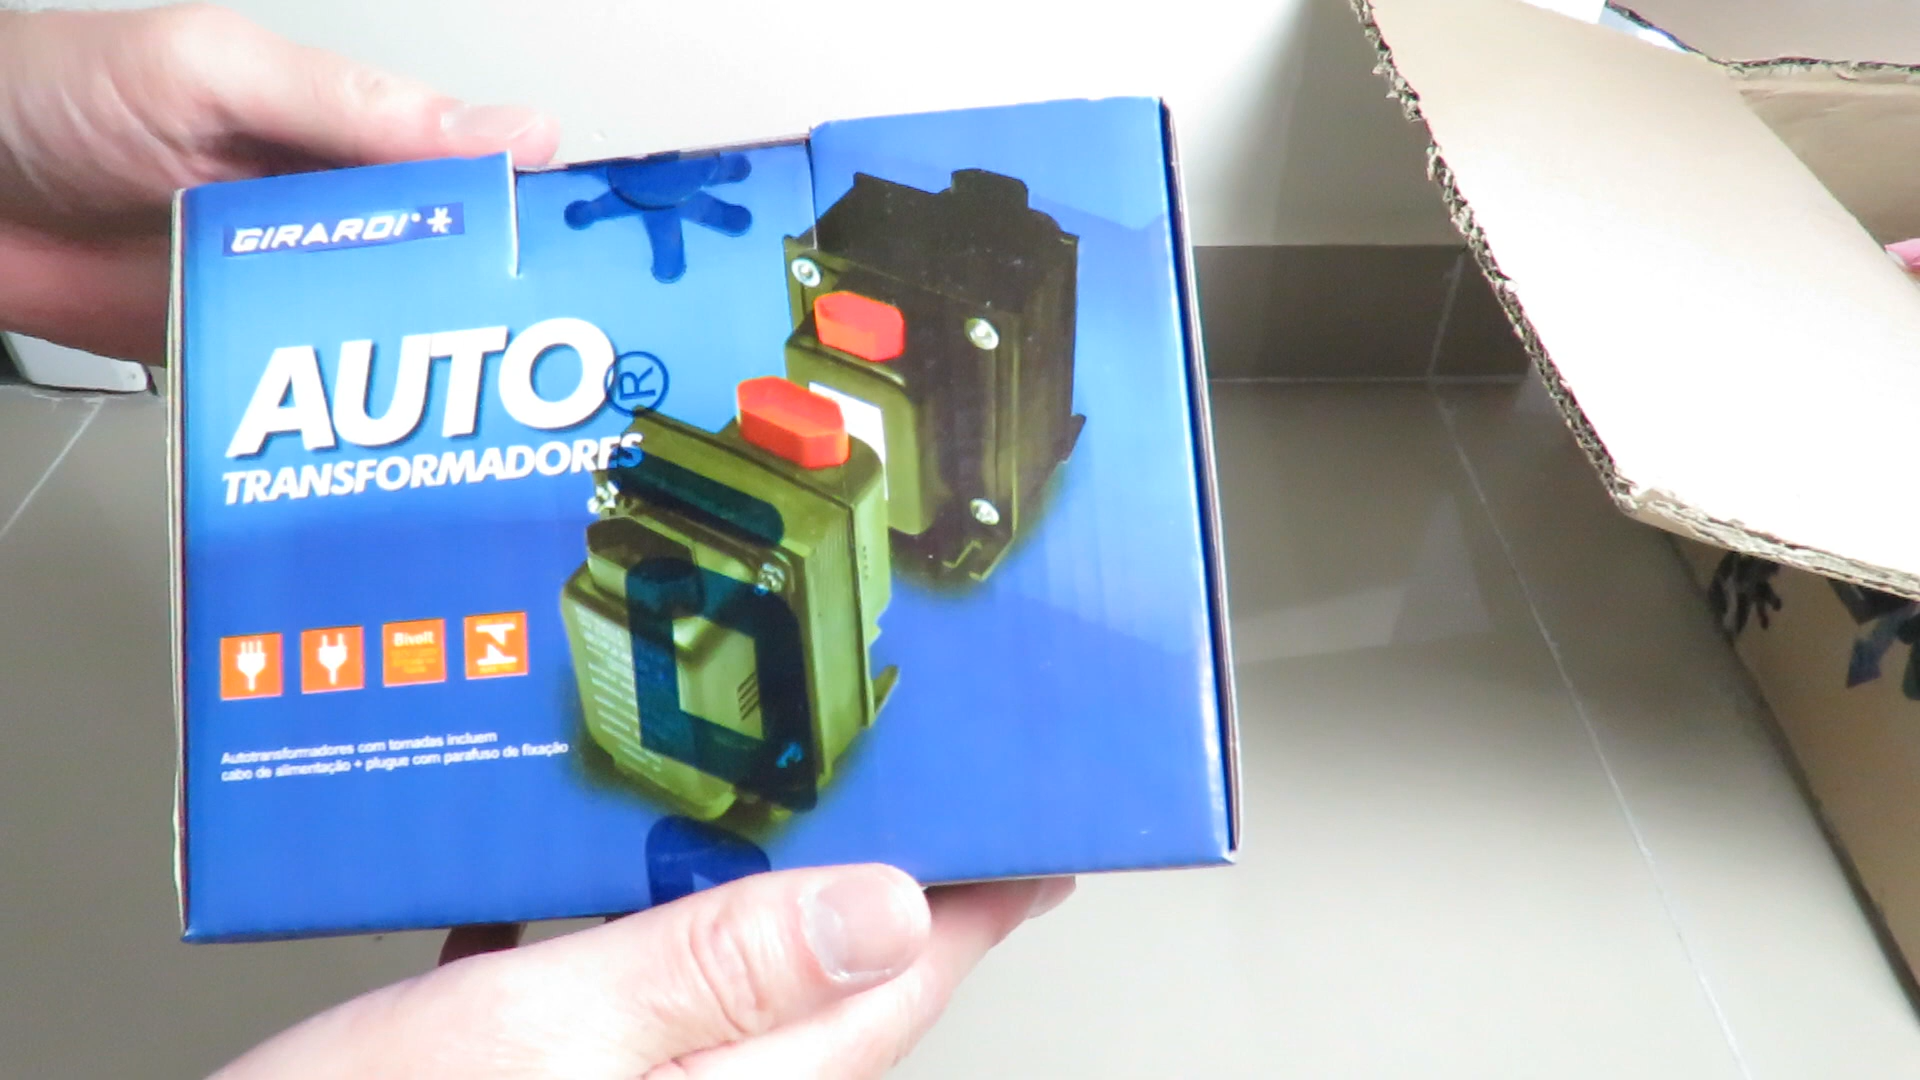 GIRARDI
AUTO
®
TRANSFORMADORES
Bivolt
Autotransformadores com tomadas incluem
cabo de alimentação + plugue com parafuso de fixação